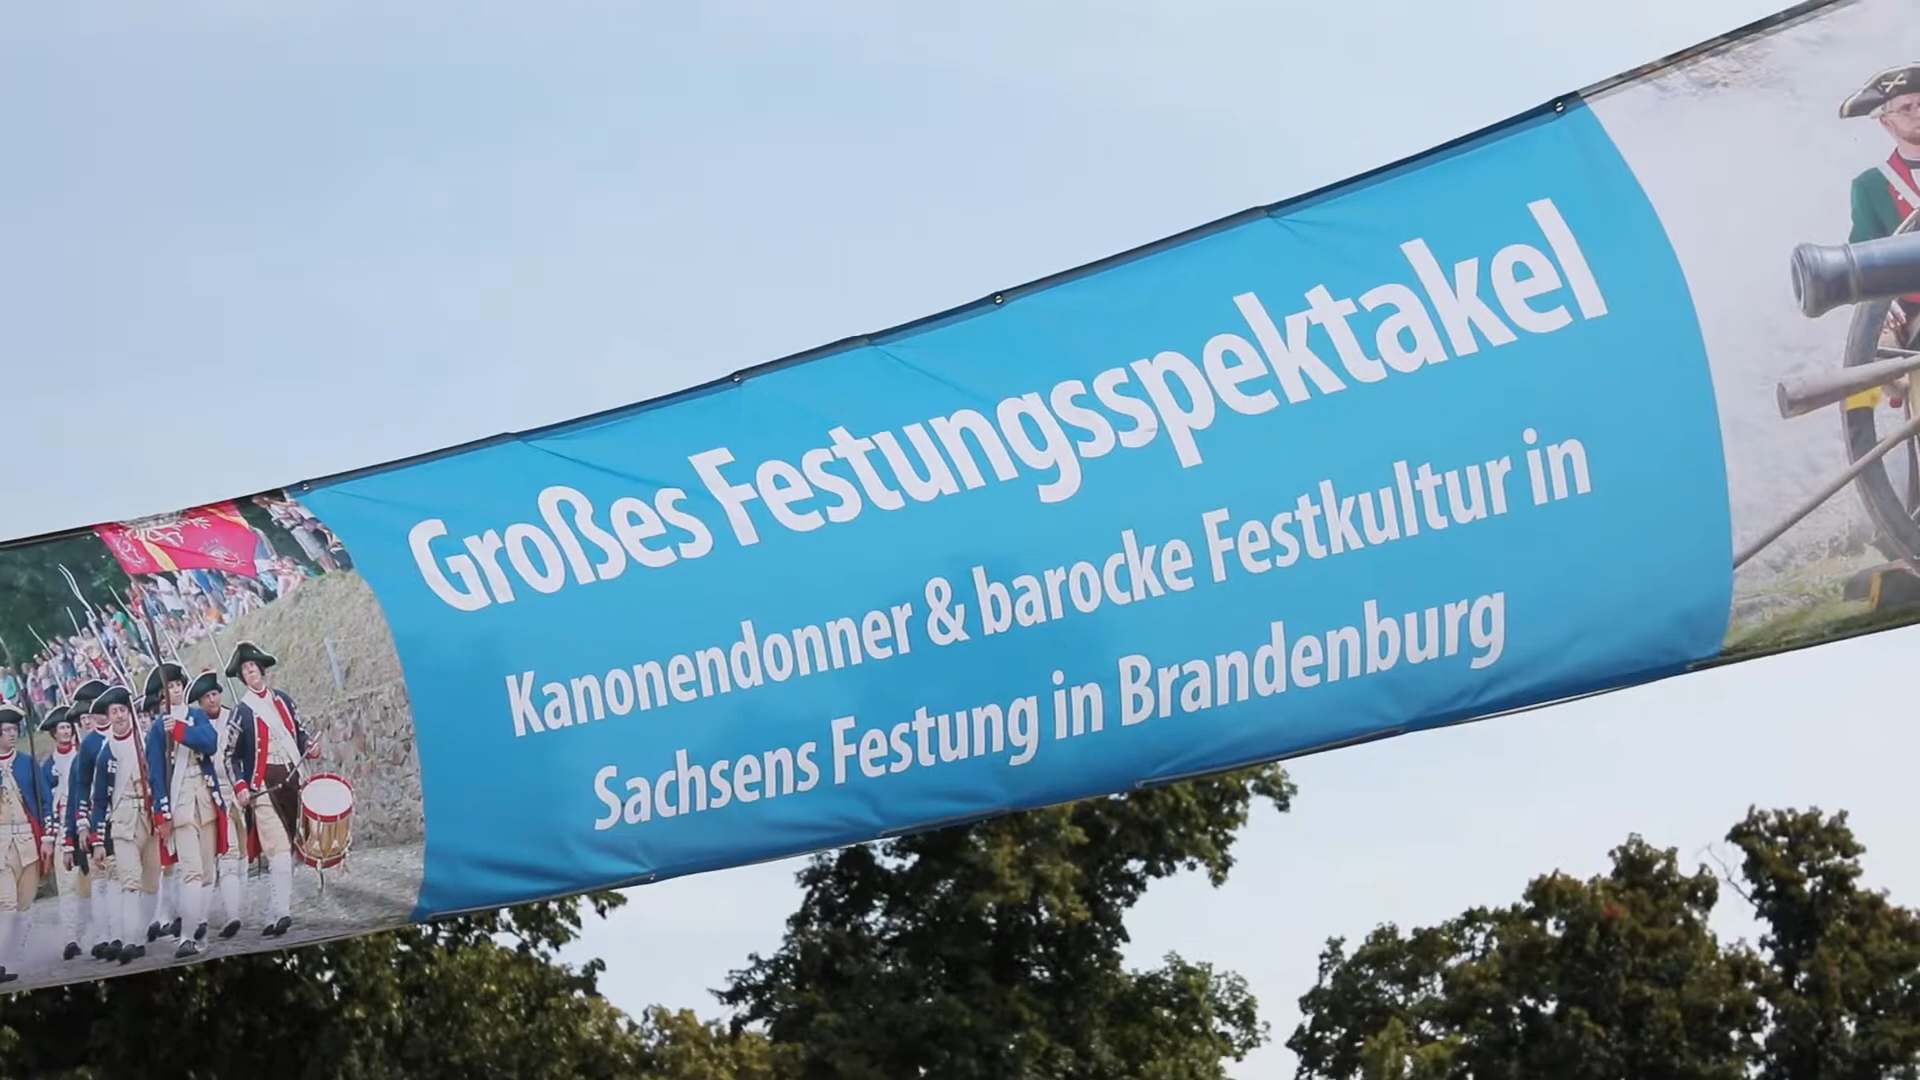 Großes Festungsspektakel
Kanonendonner & barocke Festkultur in
Sachsens Festung in Brandenburg